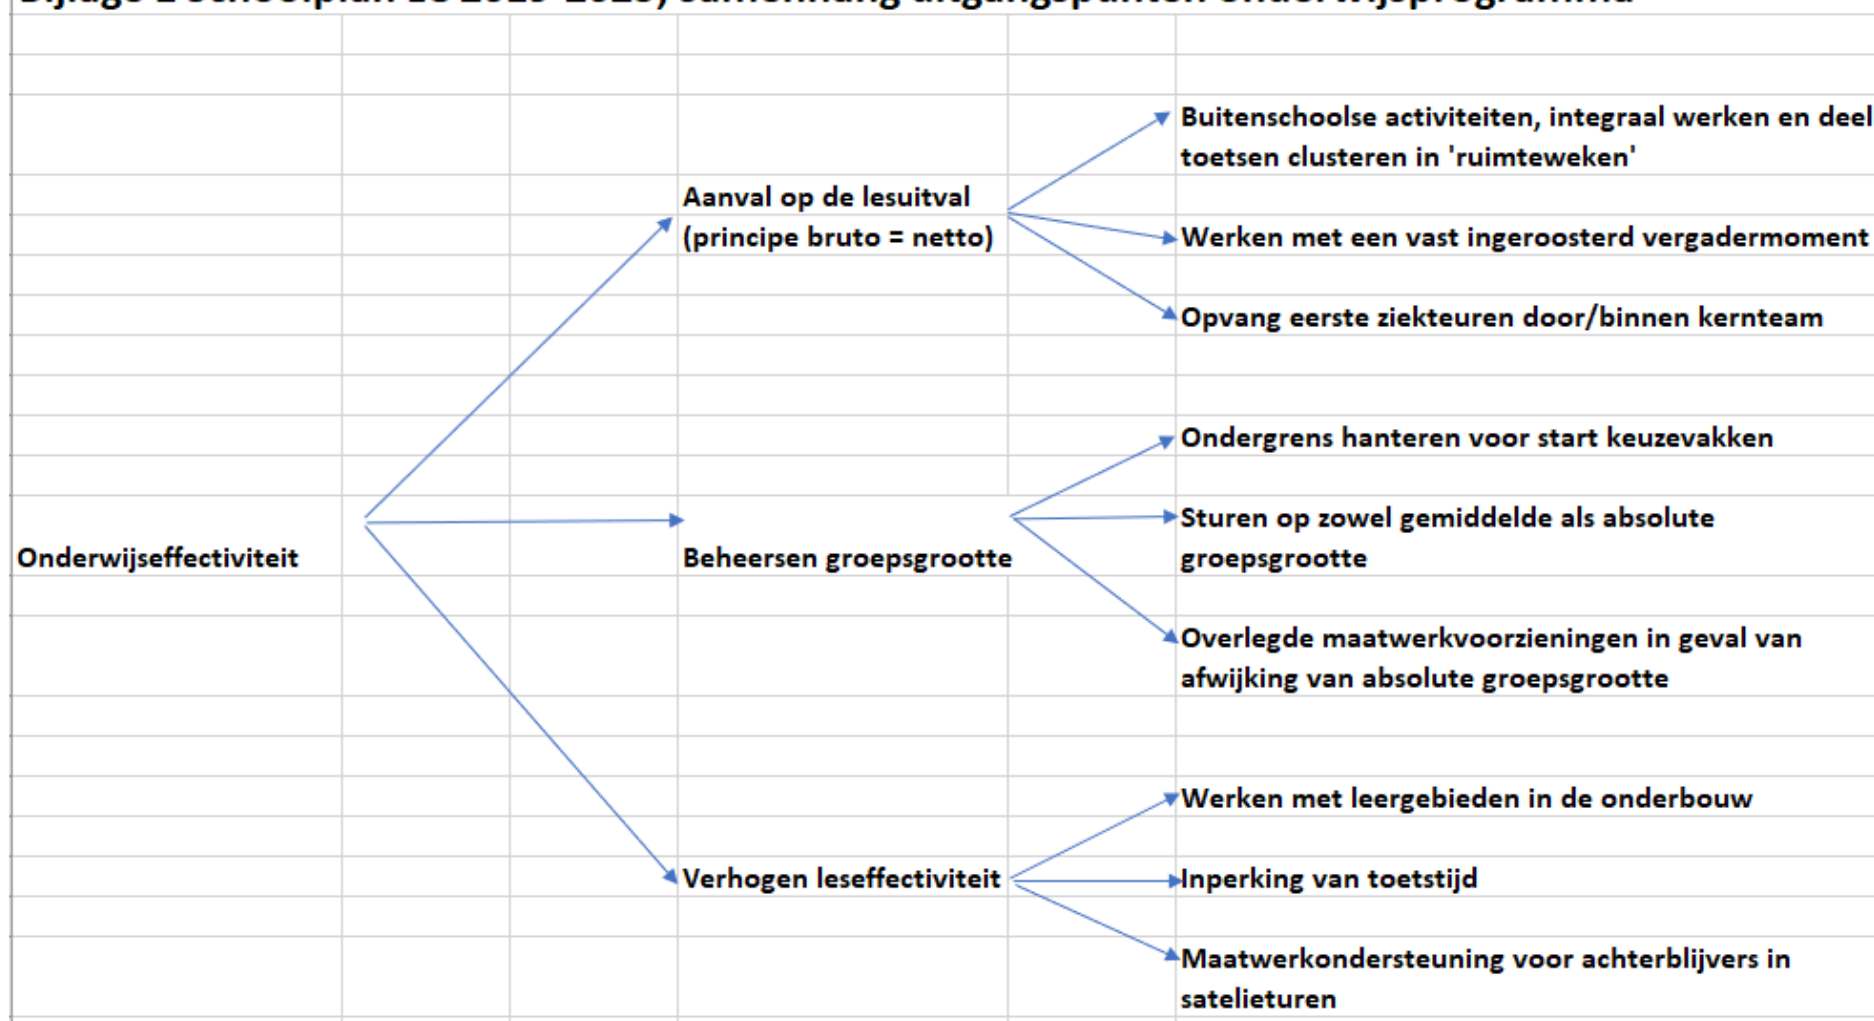 Buitenschoolse activiteiten, integraal werken en deel
toetsen clusteren in 'ruimteweken'
Aanval op de lesuitval
(principe bruto = netto)
Werken met een vast ingeroosterd vergadermoment
Opvang eerste ziekteuren door/binnen kernteam
Ondergrens hanteren voor start keuzevakken
Sturen op zowel gemiddelde als absolute
groepsgrootte
Onderwijseffectiviteit
Beheersen groepsgrootte
Overlegde maatwerkvoorzieningen in geval van
afwijking van absolute groepsgrootte
Werken met leergebieden in de onderbouw
Verhogen leseffectiviteit
Inperking van toetstijd
Maatwerkondersteuning voor achterblijvers in
satelieturen